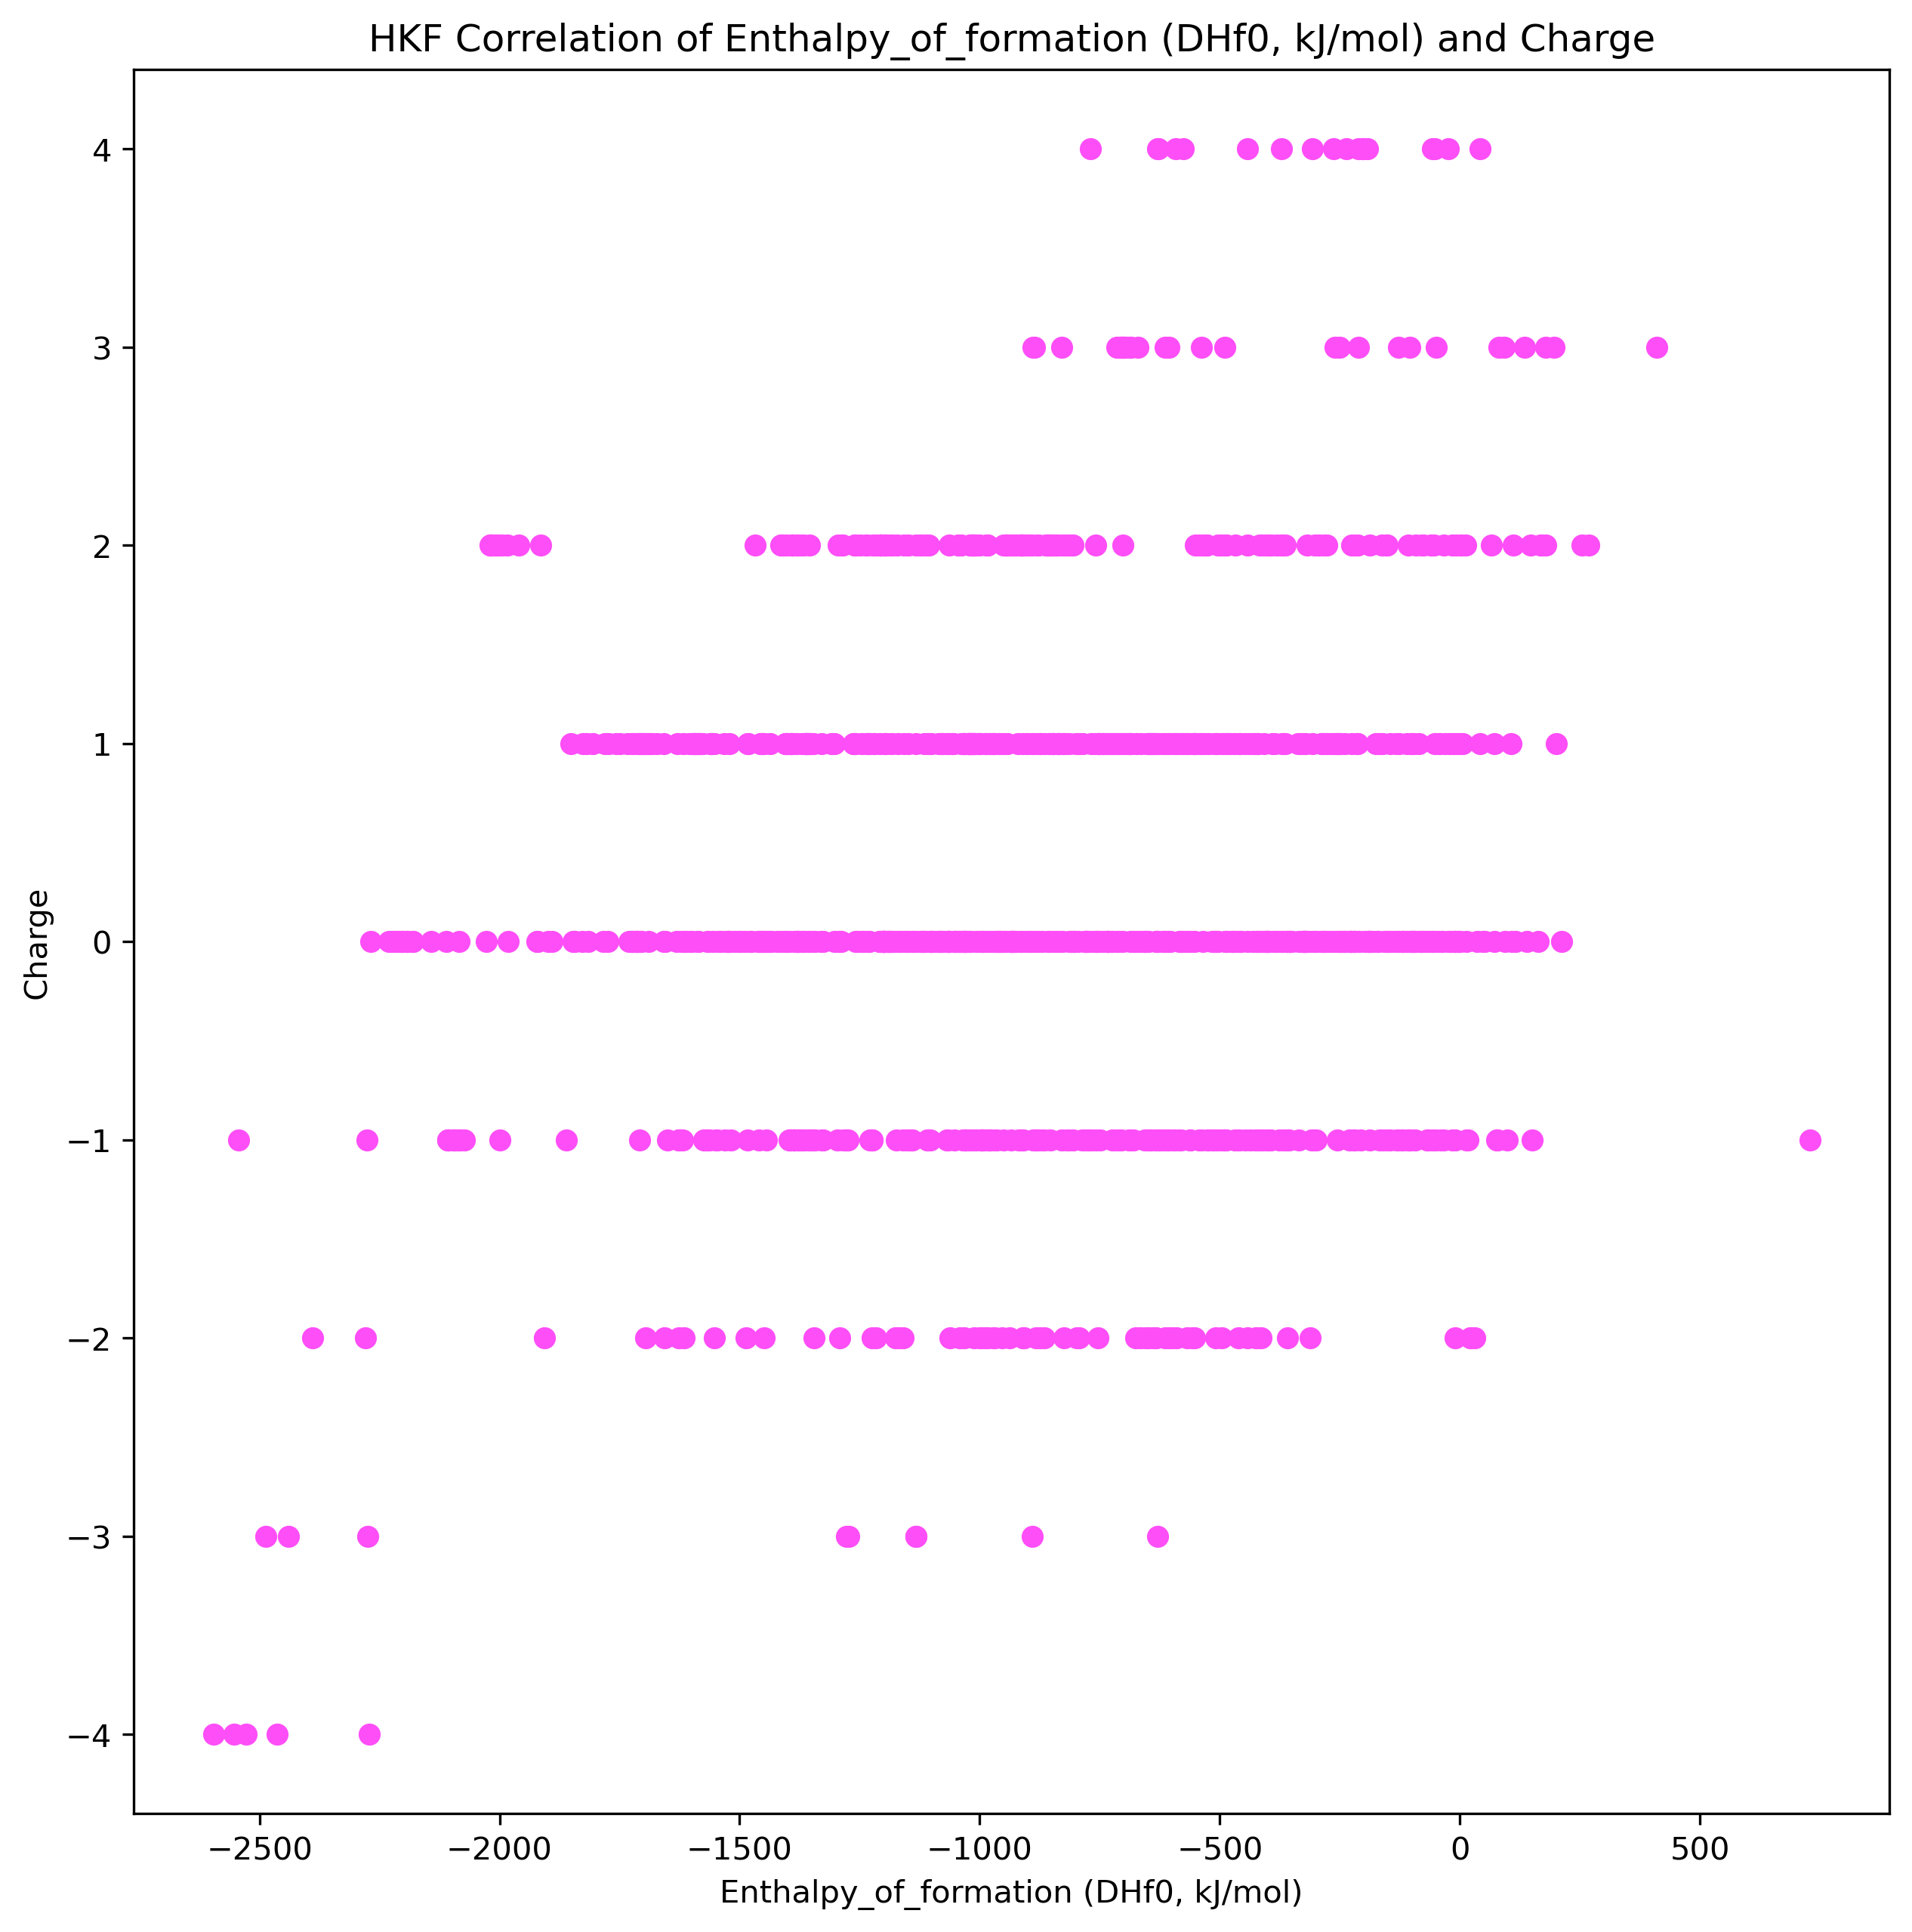 HKF Correlation of Enthalpy_of_formation (DHf0, kJ/mol) and Charge
4
3
2
1
0
−1
−2
−3
−4
Charge
−2500 −2000 −1500 −1000 −500 0 500
Enthalpy_of_formation (DHf0, kJ/mol)